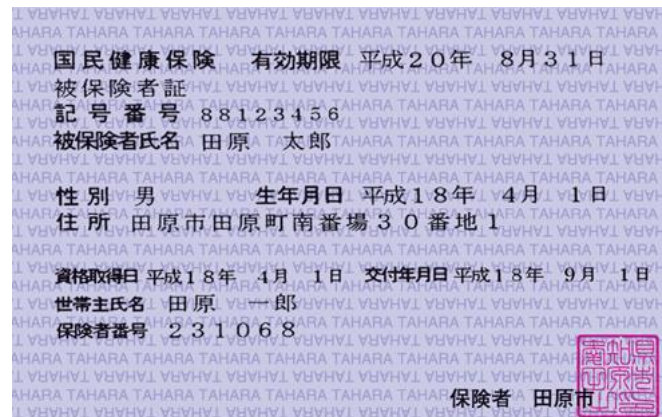 国民健康保険 有効期限 平成20年 8月31日
被保険者証
記号番号 88123456
被保険者氏名 田原 太郎
性別 男 生年月日 平成18年 4月 1日
住所 田原市田原町南番場30番地1
資格取得日 平成18年 4月 1日 交付年月日 平成18年 9月 1日
世帯主氏名 田原 一郎
保険者番号 231068
保険者 田原市